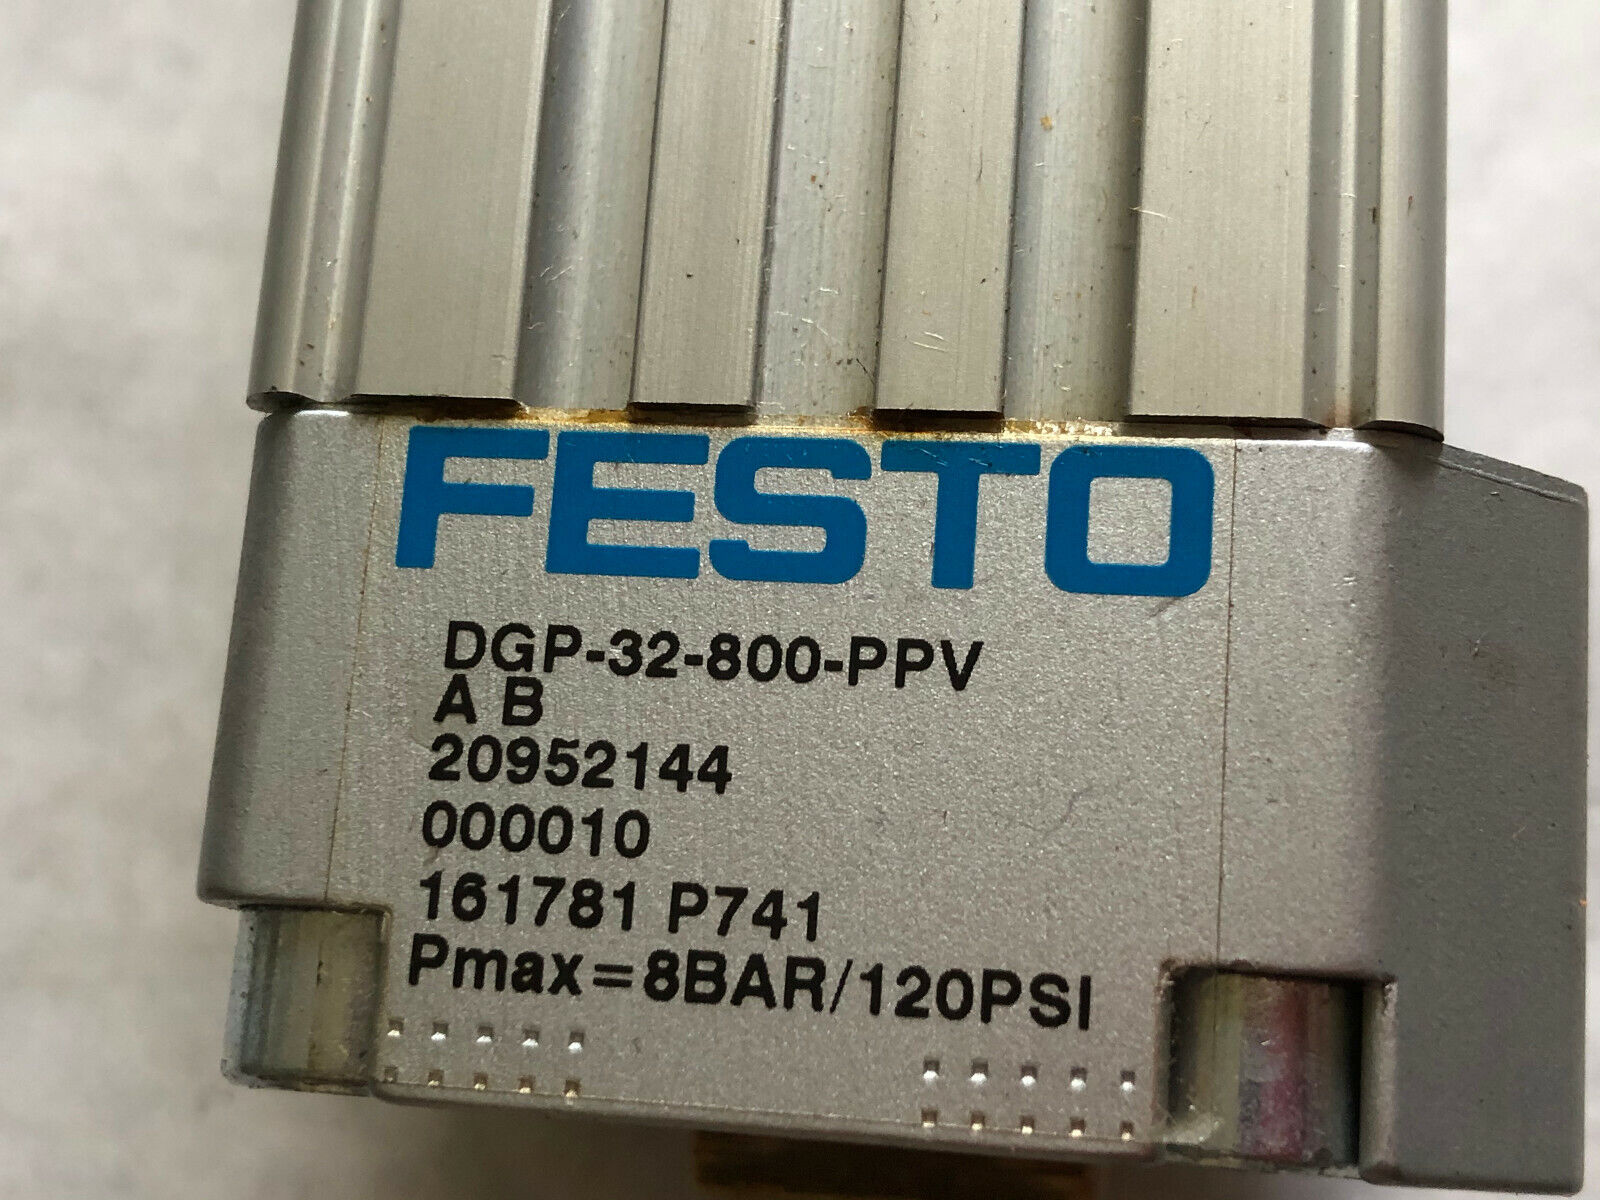 FESTO
DGP-32-800-PPV
A B
20952144
000010
161781 P741
Pmax=8BAR/120PSI